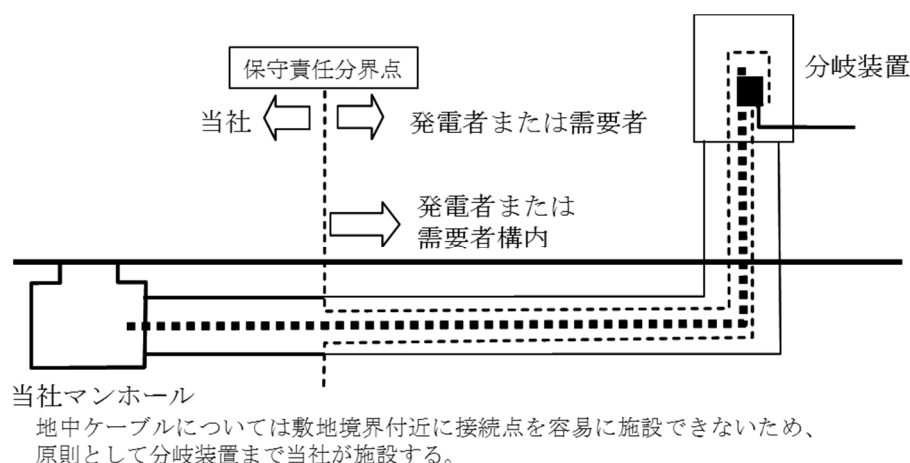 保守責任分界点
分岐装置
当社
発電者または需要者
発電者または
需要者構内
当社マンホール
地中ケーブルについては敷地境界付近に接続点を容易に施設できないため、
原則として分岐装置まで当社が施設する。